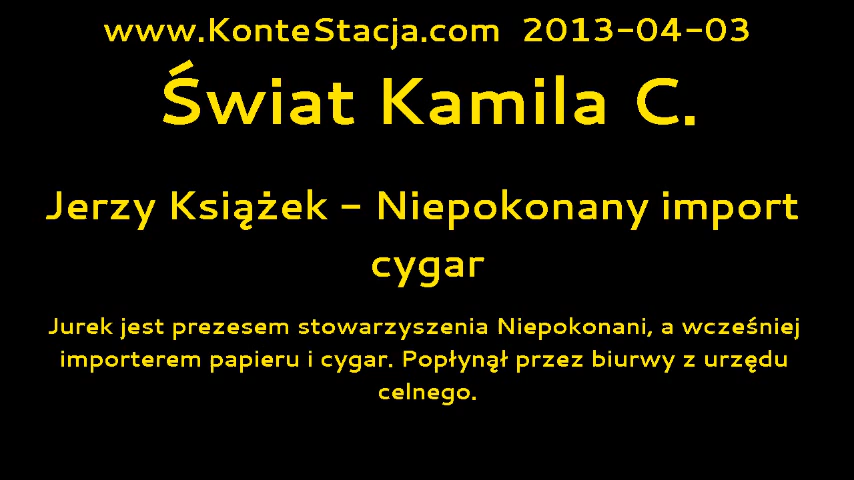 www.KonteStacja.com 2013-04-03
Świat Kamila C.
Jerzy Książek - Niepokonany import
cygar
Jurek jest prezesem stowarzyszenia Niepokonani, a wcześniej
importerem papieru i cygar. Popłynął przez biurwy z urzędu
celnego.